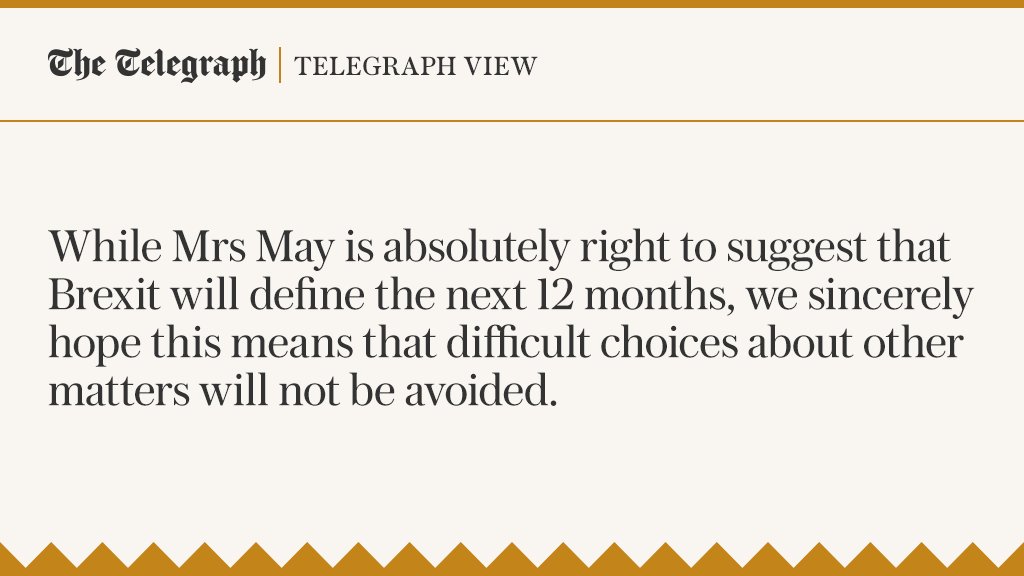 The Telegraph | TELEGRAPH VIEW
While Mrs May is absolutely right to suggest that
Brexit will define the next 12 months, we sincerely
hope this means that difficult choices about other
matters will not be avoided.